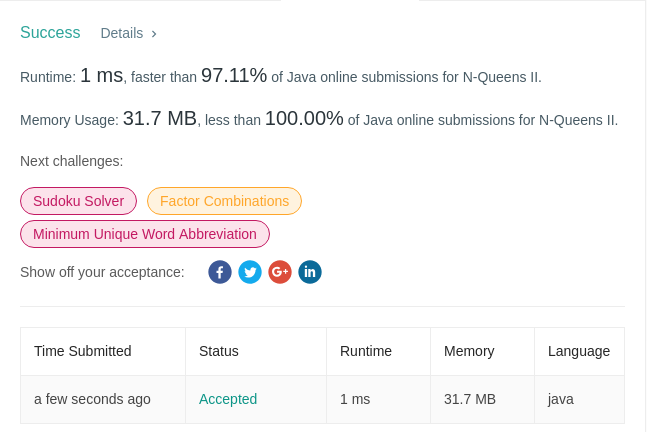 Success Details >
Runtime: 1 ms, faster than 97.11% of Java online submissions for N-Queens II.
Memory Usage: 31.7 MB, less than 100.00% of Java online submissions for N-Queens II.
Next challenges:
Sudoku Solver Factor Combinations
Minimum Unique Word Abbreviation
Show off your acceptance: f G+ in
Time Submitted Status Runtime Memory Language
a few seconds ago Accepted 1 ms 31.7 MB java